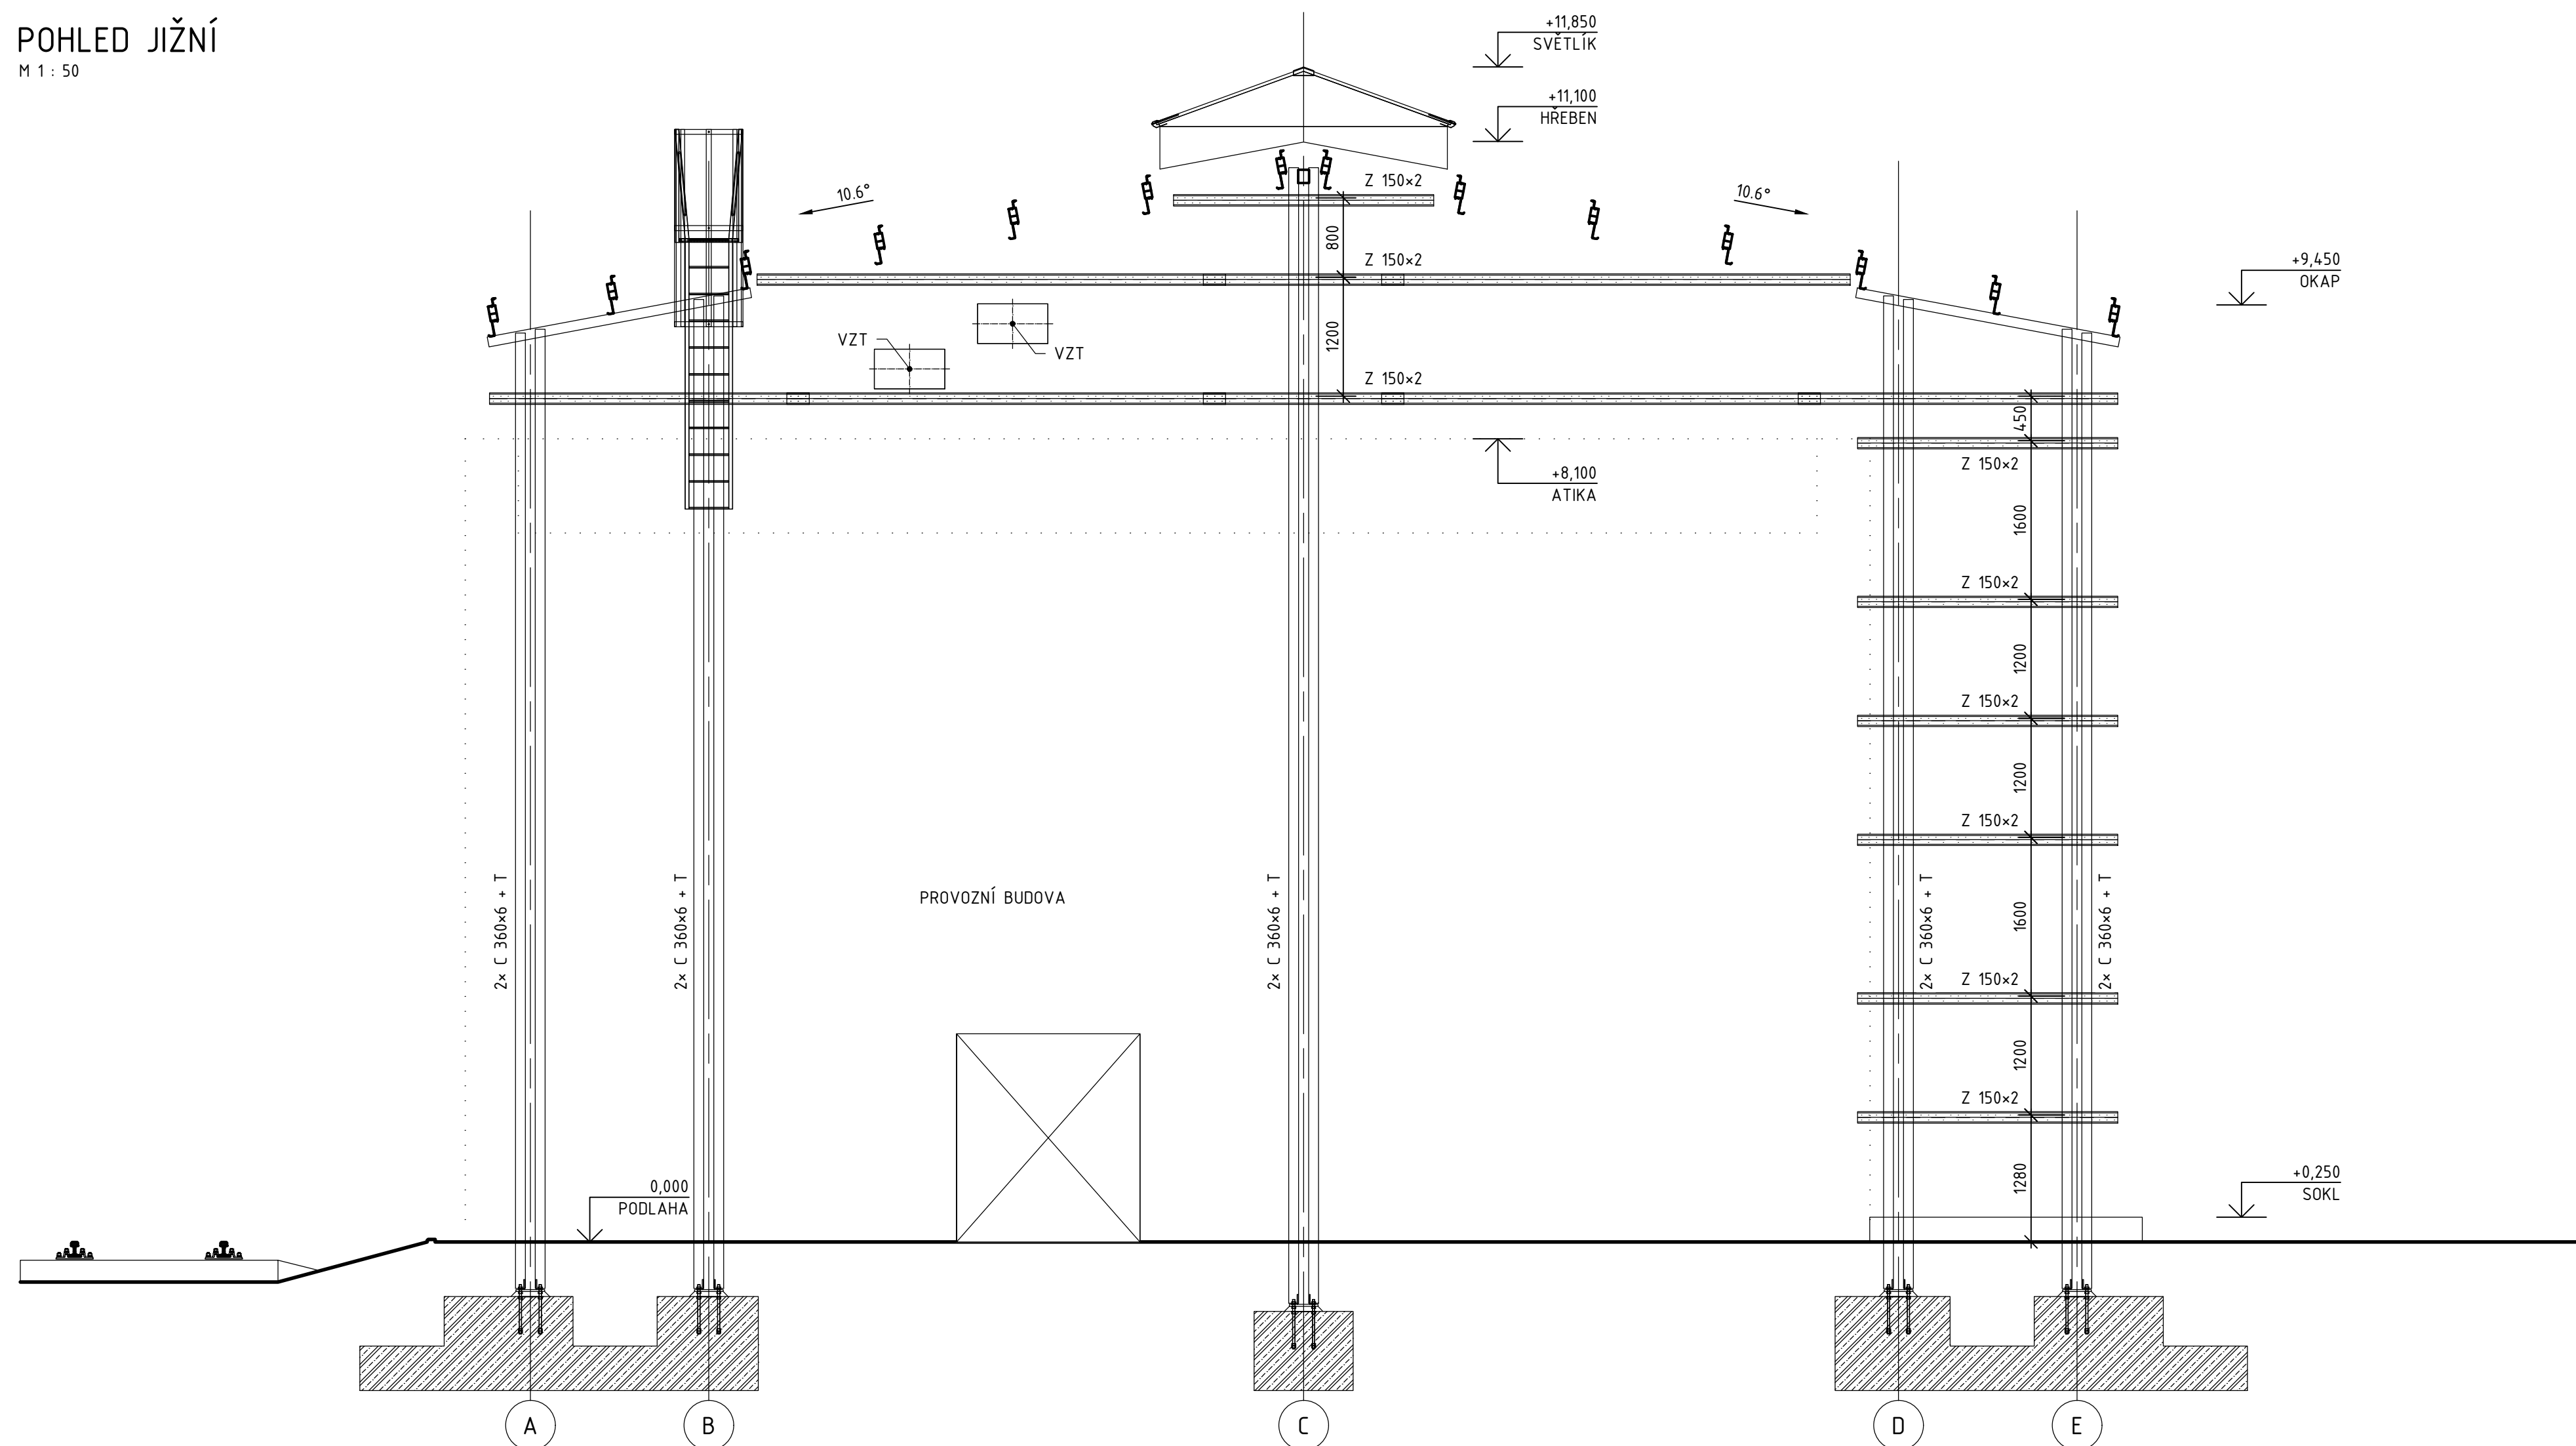 POHLED JIŽNÍ
M 1 : 50
+11,850
SVĚTLÍK
+11,100
HŘEBEN
10.6°
Z 150×2
10.6°
800
Z 150×2
+9,450
OKAP
VZT
VZT
1200
Z 150×2
450
+8,100
ATIKA
Z 150×2
1600
Z 150×2
1200
Z 150×2
1200
Z 150×2
2× C 360×6 + T
2× C 360×6 + T
PROVOZNÍ BUDOVA
2× C 360×6 + T
2× C 360×6 + T
1600
2× C 360×6 + T
Z 150×2
1200
Z 150×2
1280
0,000
PODLAHA
+0,250
SOKL
A
B
C
D
E